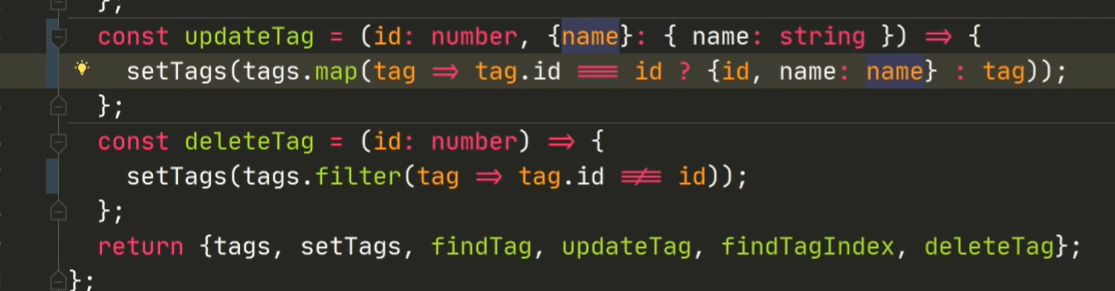 };
const updateTag = (id: number, {name}: { name: string }) => {
setTags(tags.map(tag => tag.id === id ? {id, name: name} : tag));
};
const deleteTag = (id: number) => {
setTags(tags.filter(tag => tag.id !== id));
};
return {tags, setTags, findTag, updateTag, findTagIndex, deleteTag};
};